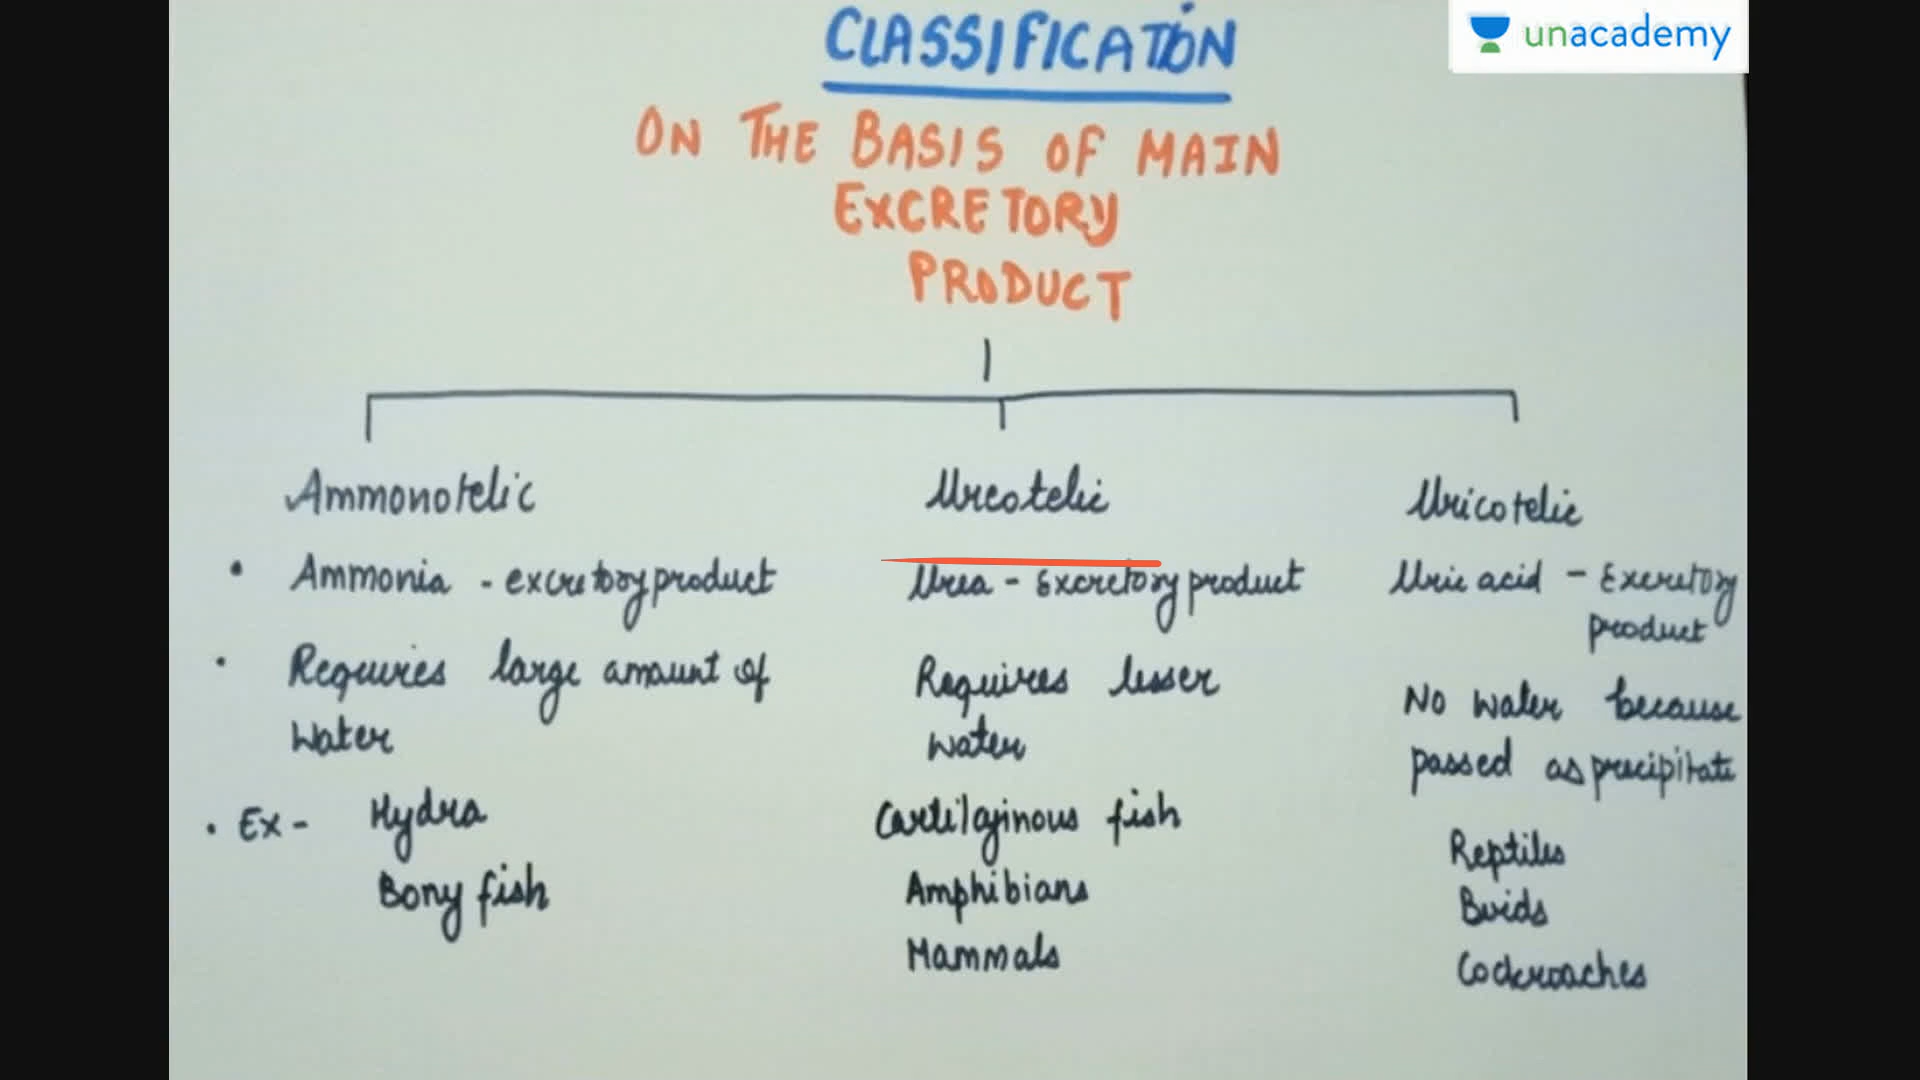 unacademy
CLASSIFICATION
ON THE BASIS OF MAIN
EXCRETORY
PRODUCT
Ammonotelic
• Ammonia - excretory product
• Requires large amount of
Water
• Ex - Hydra
Bony fish
Ureotelic
Urea - Excretory product
Requires lesser
water
Cartilaginous fish
Amphibians
Mammals
Uricotelic
Uric acid - Excretory
product
No water because
passed as precipitate
Reptiles
Birds
Cockroaches